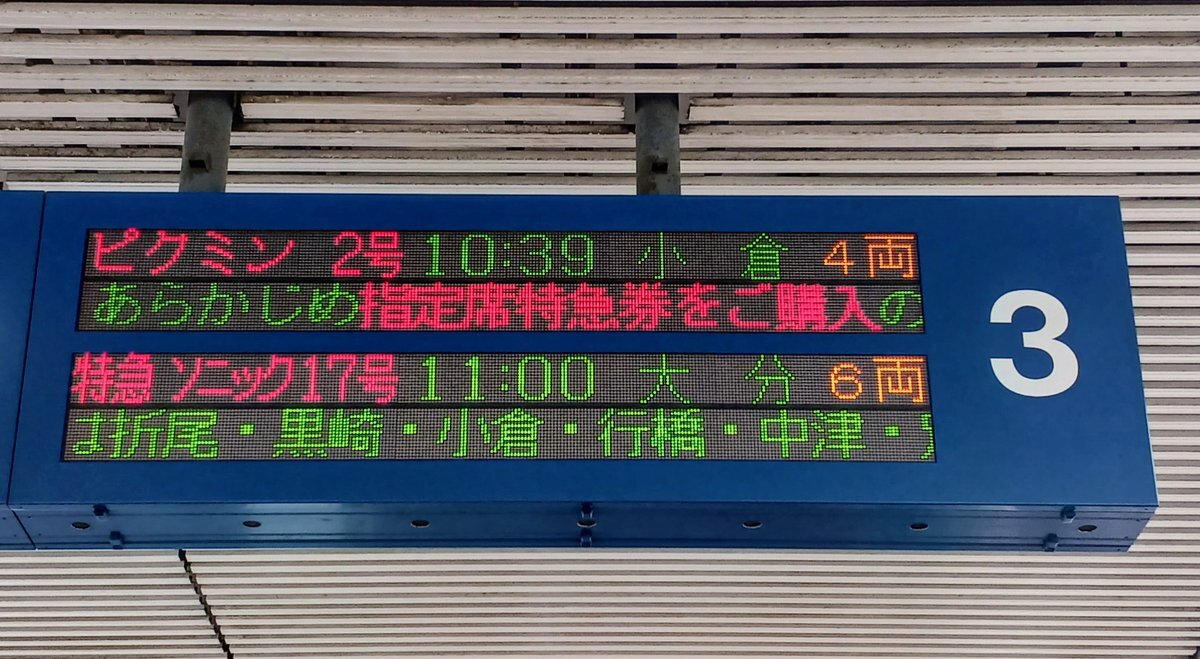 ピクミン 2号 10:39 小 倉 4両
あらかじめ指定席特急券をご購入の
特急 ソニック17号 11:00 大 分 6両
は折尾・黒崎・小倉・行橋・中津・
3